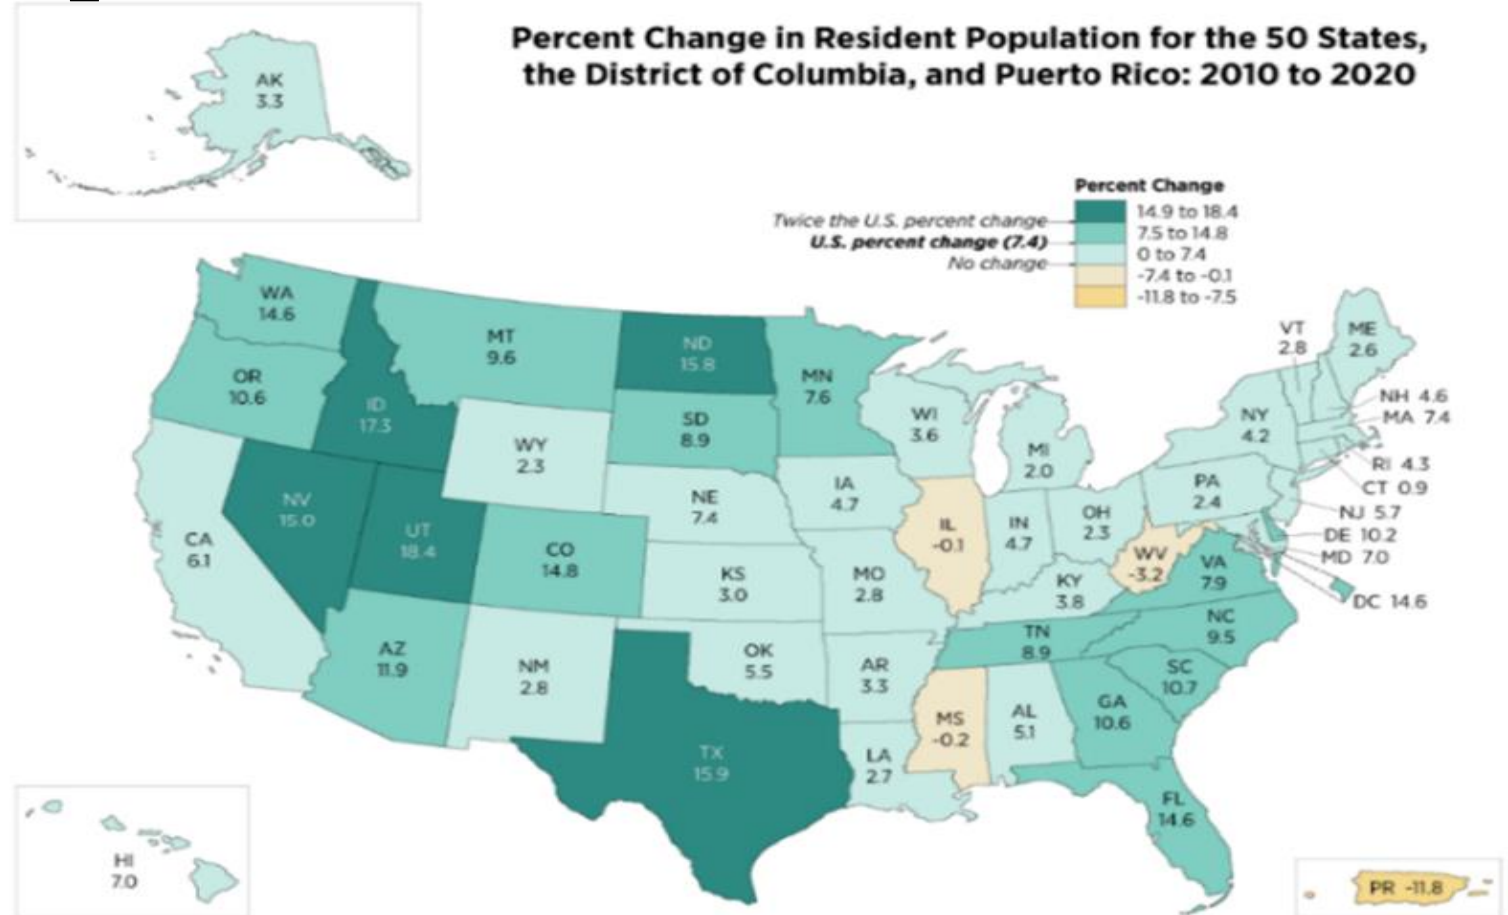 Percent Change in Resident Population for the 50 States,
the District of Columbia, and Puerto Rico: 2010 to 2020
AK
3.3
Percent Change
14.9 to 18.4
Twice the U.S. percent change
7.5 to 14.8
U.S. percent change (7.4)
0 to 7.4
No change
-7.4 to -0.1
-11.8 to -7.5
WA
14.6
MT
9.6
ND
15.8
MN
7.6
VT
2.8
ME
2.6
OR
10.6
ID
17.3
SD
8.9
WI
3.6
MI
2.0
NY
4.2
NH 4.6
MA 7.4
RI 4.3
CT 0.9
NJ 5.7
DE 10.2
MD 7.0
DC 14.6
WY
2.3
NE
7.4
IA
4.7
PA
2.4
NV
15.0
UT
18.4
CO
14.8
CA
6.1
KS
3.0
MO
2.8
IL
-0.1
IN
4.7
OH
2.3
WV
-3.2
VA
7.9
KY
3.8
NC
9.5
TN
8.9
SC
10.7
AZ
11.9
NM
2.8
OK
5.5
AR
3.3
MS
-0.2
AL
5.1
GA
10.6
TX
15.9
LA
2.7
FL
14.6
HI
7.0
PR -11.8